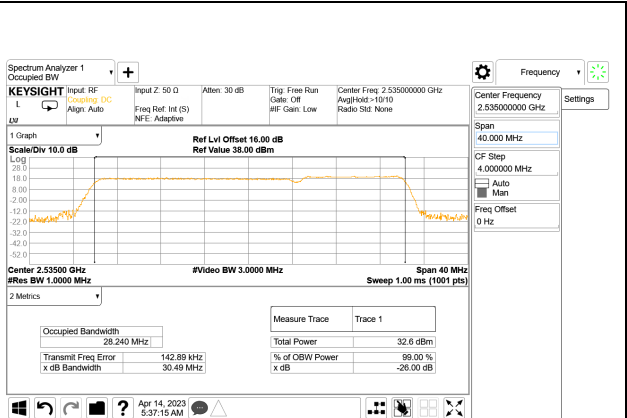 Spectrum Analyzer 1
Occupied BW
Frequency
KEYSIGHT
L
Input: RF
Coupling: DC
Align: Auto
Input Z: 50 Ω
Freq Ref: Int (S)
NFE: Adaptive
Atten: 30 dB
Trig: Free Run
Gate: Off
#IF Gain: Low
Center Freq: 2.535000000 GHz
Avg|Hold:>10/10
Radio Std: None
Center Frequency
2.535000000 GHz
Settings
Span
40.000 MHz
CF Step
4.000000 MHz
Auto
Man
Freq Offset
0 Hz
1 Graph
Scale/Div 10.0 dB
Ref Lvl Offset 16.00 dB
Ref Value 38.00 dBm
Log
28.0
18.0
8.00
-2.00
-12.0
-22.0
-32.0
-42.0
-52.0
Center 2.53500 GHz
#Res BW 1.0000 MHz
#Video BW 3.0000 MHz
Span 40 MHz
Sweep 1.00 ms (1001 pts)
2 Metrics
Measure Trace Trace 1
Occupied Bandwidth
28.240 MHz
Total Power 32.6 dBm
Transmit Freq Error 142.89 kHz
% of OBW Power 99.00 %
x dB Bandwidth 30.49 MHz
x dB -26.00 dB
?
Apr 14, 2023
5:37:15 AM